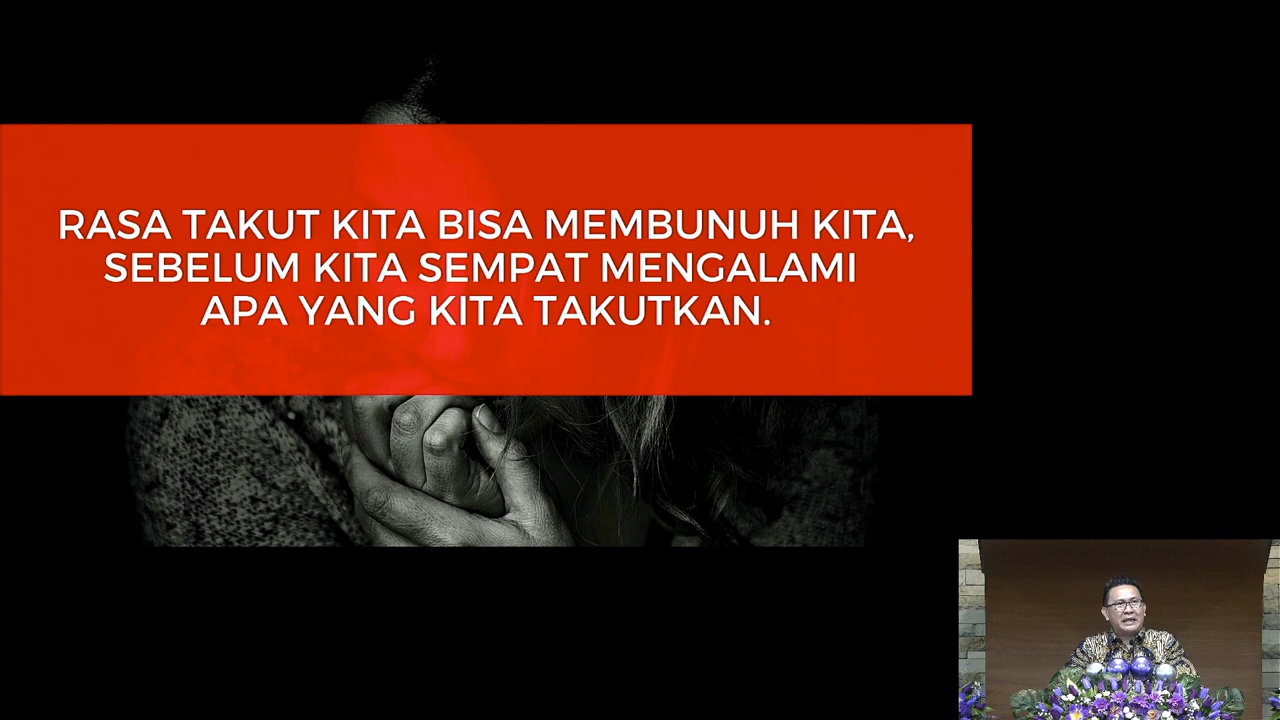 RASA TAKUT KITA BISA MEMBUNUH KITA,
SEBELUM KITA SEMPAT MENGALAMI
APA YANG KITA TAKUTKAN.